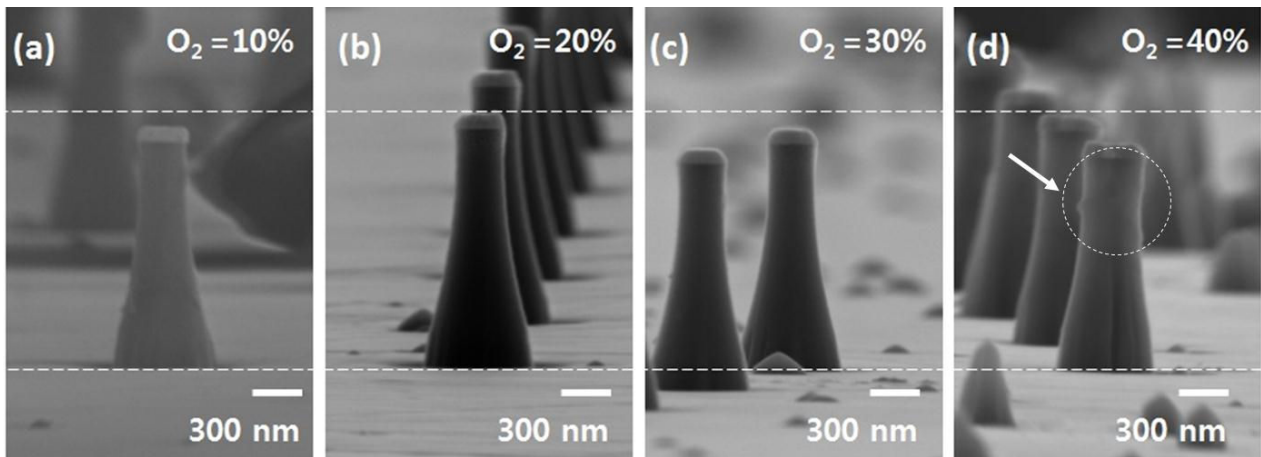 (a) O₂ = 10%
300 nm
(b) O₂ = 20%
300 nm
(c) O₂ = 30%
300 nm
(d) O₂ = 40%
300 nm